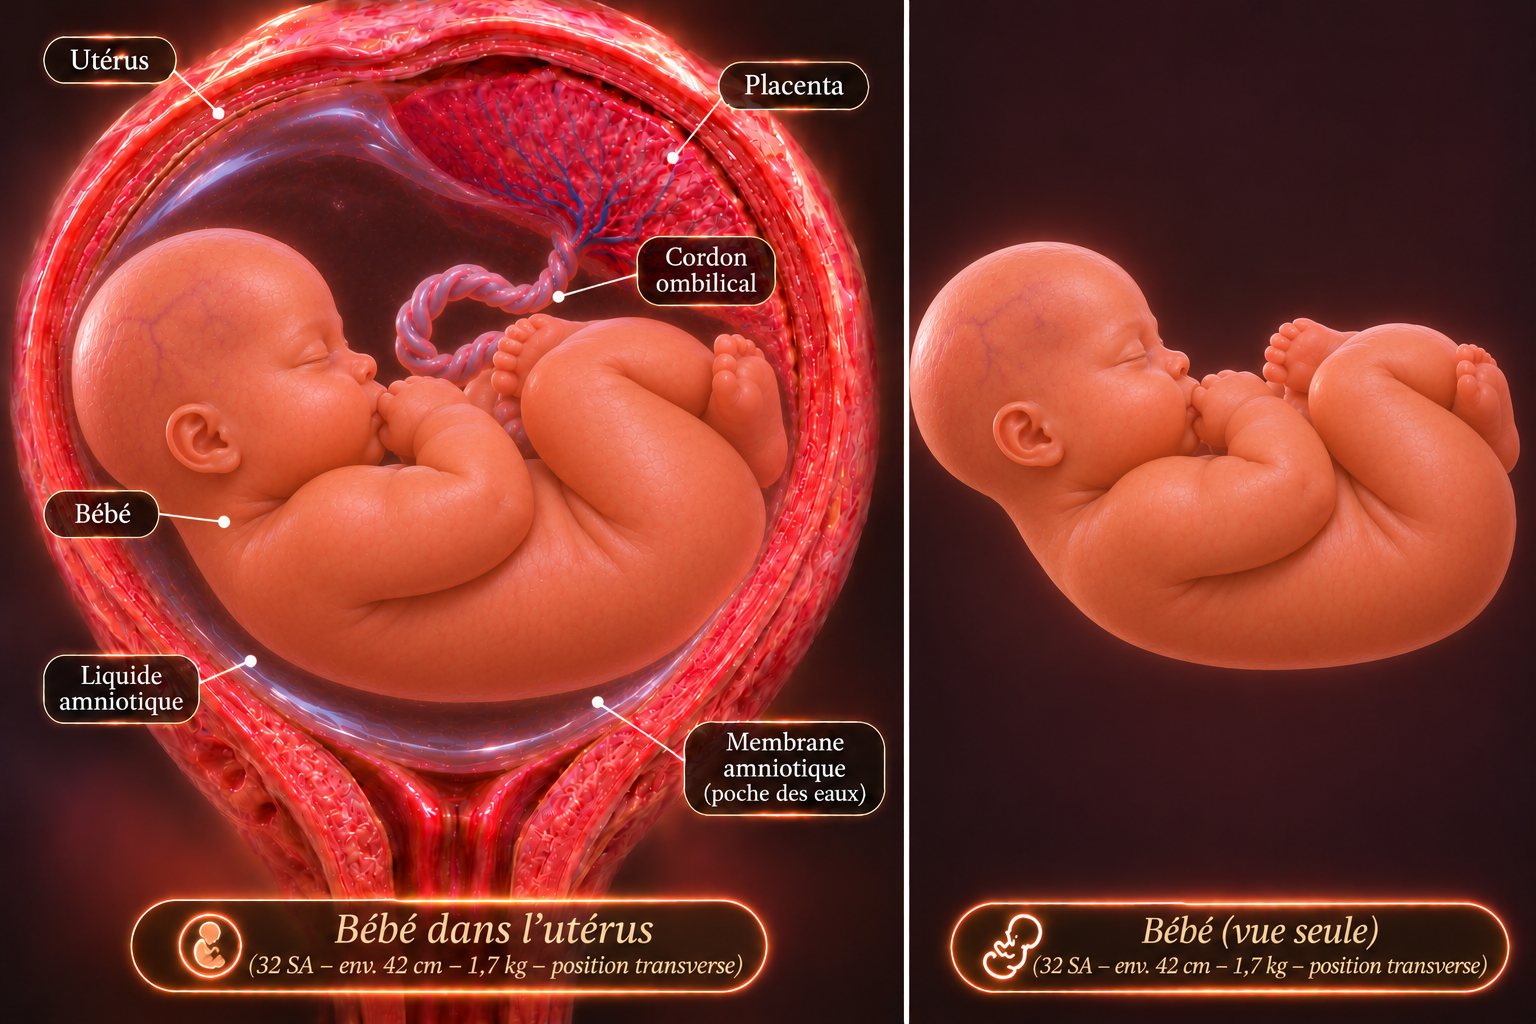 Utérus
Placenta
Cordon
ombilical
Bébé
Liquide
amniotique
Membrane
amniotique
(poche des eaux)
Bébé dans l’utérus
(32 SA – env. 42 cm – 1,7 kg – position transverse)
Bébé (vue seule)
(32 SA – env. 42 cm – 1,7 kg – position transverse)